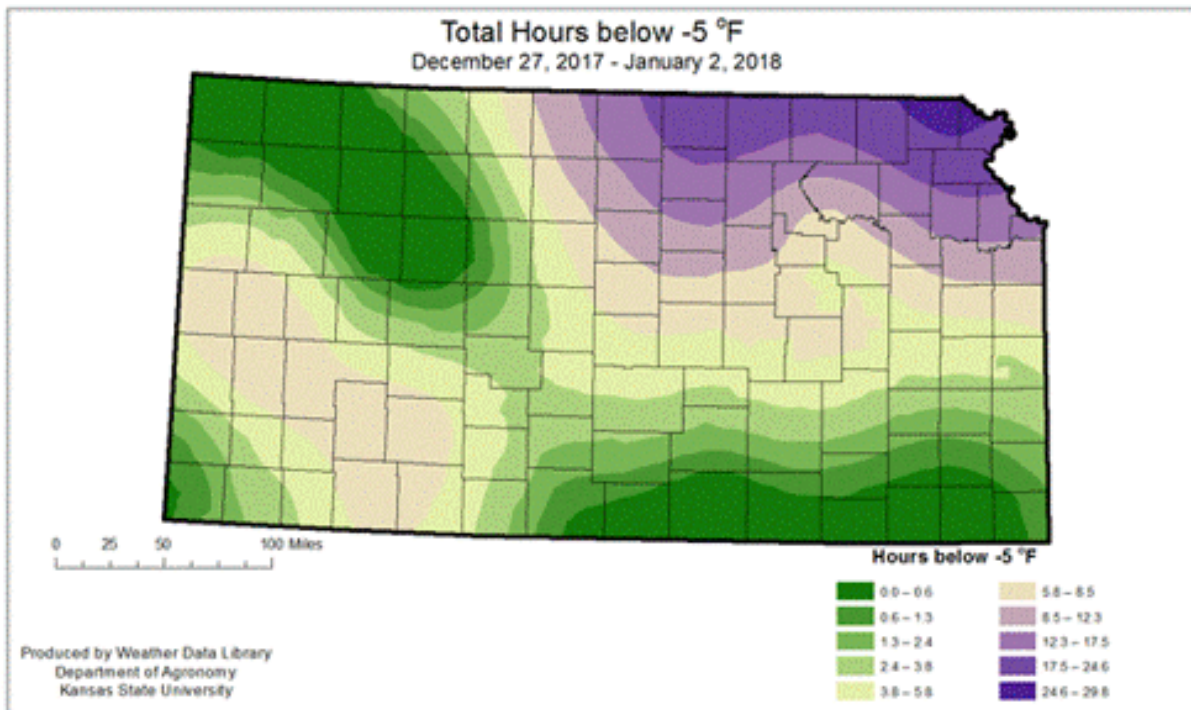 Total Hours below -5 °F
December 27, 2017 - January 2, 2018
0 25 50 100 Miles
Hours below -5 °F
0.0 – 0.6
0.6 – 1.3
1.3 – 2.4
2.4 – 3.8
3.8 – 5.8
5.8 – 8.5
8.5 – 12.3
12.3 – 17.5
17.5 – 24.6
24.6 – 29.8
Produced by Weather Data Library
Department of Agronomy
Kansas State University